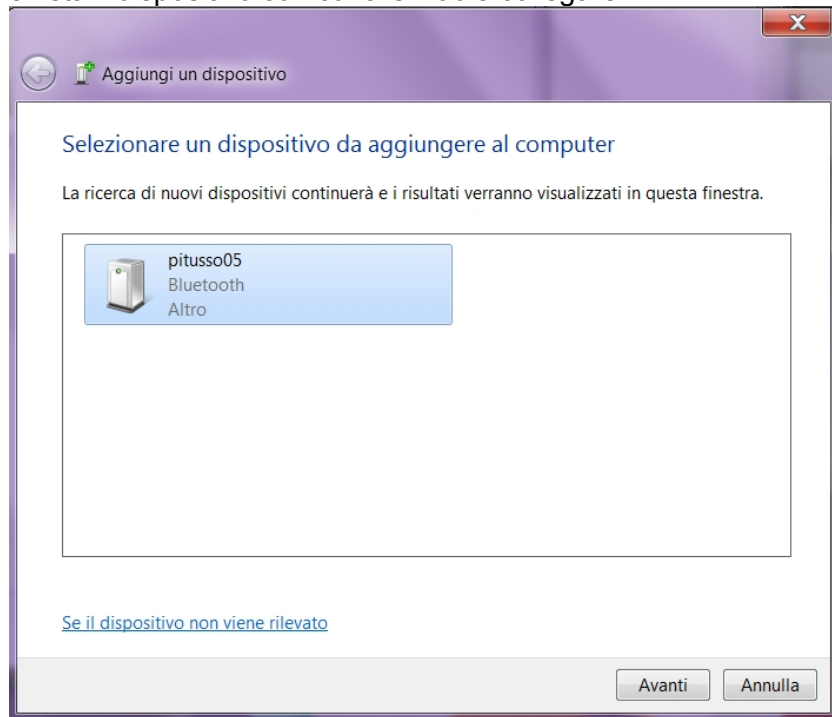 Aggiungi un dispositivo
Selezionare un dispositivo da aggiungere al computer
La ricerca di nuovi dispositivi continuerà e i risultati verranno visualizzati in questa finestra.
pitusso05
Bluetooth
Altro
Se il dispositivo non viene rilevato
Avanti Annulla